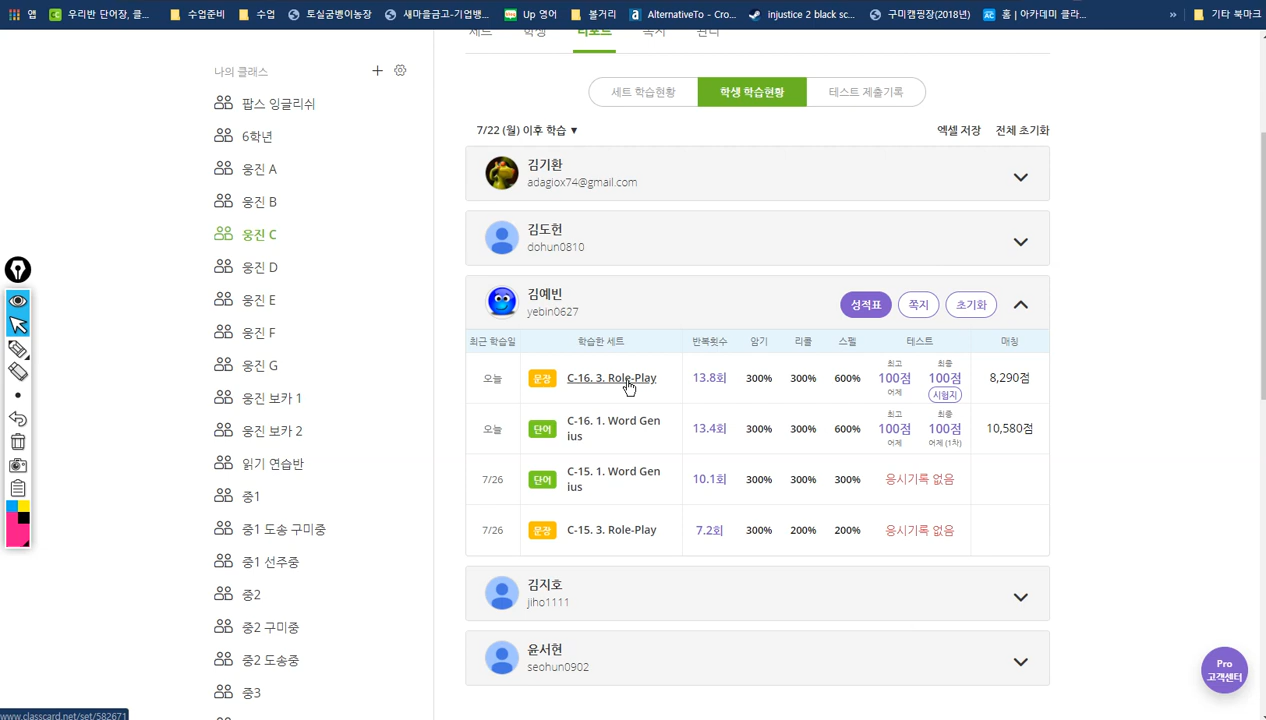 앱 우리반 단어장, 클... 수업준비 수업 토실궁뱅이농장 새마을금고-기업뱅... Up 영어 볼거리 AlternativeTo - Cro... injustice 2 black sc... 구미캠핑장(2018년) 홈 | 아카데미 클라... » 기타 북마크
세트 학생 리포트 쪽지 관리
나의 클래스
팝스 잉글리쉬
6학년
웅진 A
웅진 B
웅진 C
웅진 D
웅진 E
웅진 F
웅진 G
웅진 보카 1
웅진 보카 2
읽기 연습반
중1
중1 도송 구미중
중1 선주중
중2
중2 구미중
중2 도송중
중3
세트 학습현황 학생 학습현황 테스트 제출기록
7/22 (월) 이후 학습 ▼ 엑셀 저장 전체 초기화
김기환
adagiox74@gmail.com
김도헌
dohun0810
김예빈
yebin0627
성적표 쪽지 초기화
최근 학습일 학습한 세트 반복횟수 암기 리콜 스펠 테스트 매칭
오늘 문장 C-16. 3. Role-Play 13.8회 300% 300% 600% 최고 100점 어제 최종 100점 시험지 8,290점
오늘 단어 C-16. 1. Word Gen
ius 13.4회 300% 300% 600% 최고 100점 어제 최종 100점 어제 (1차) 10,580점
7/26 단어 C-15. 1. Word Gen
ius 10.1회 300% 300% 300% 응시기록 없음
7/26 문장 C-15. 3. Role-Play 7.2회 300% 200% 200% 응시기록 없음
김지호
jiho1111
윤서현
seohun0902
Pro
고객센터
www.classcard.net/set/582671